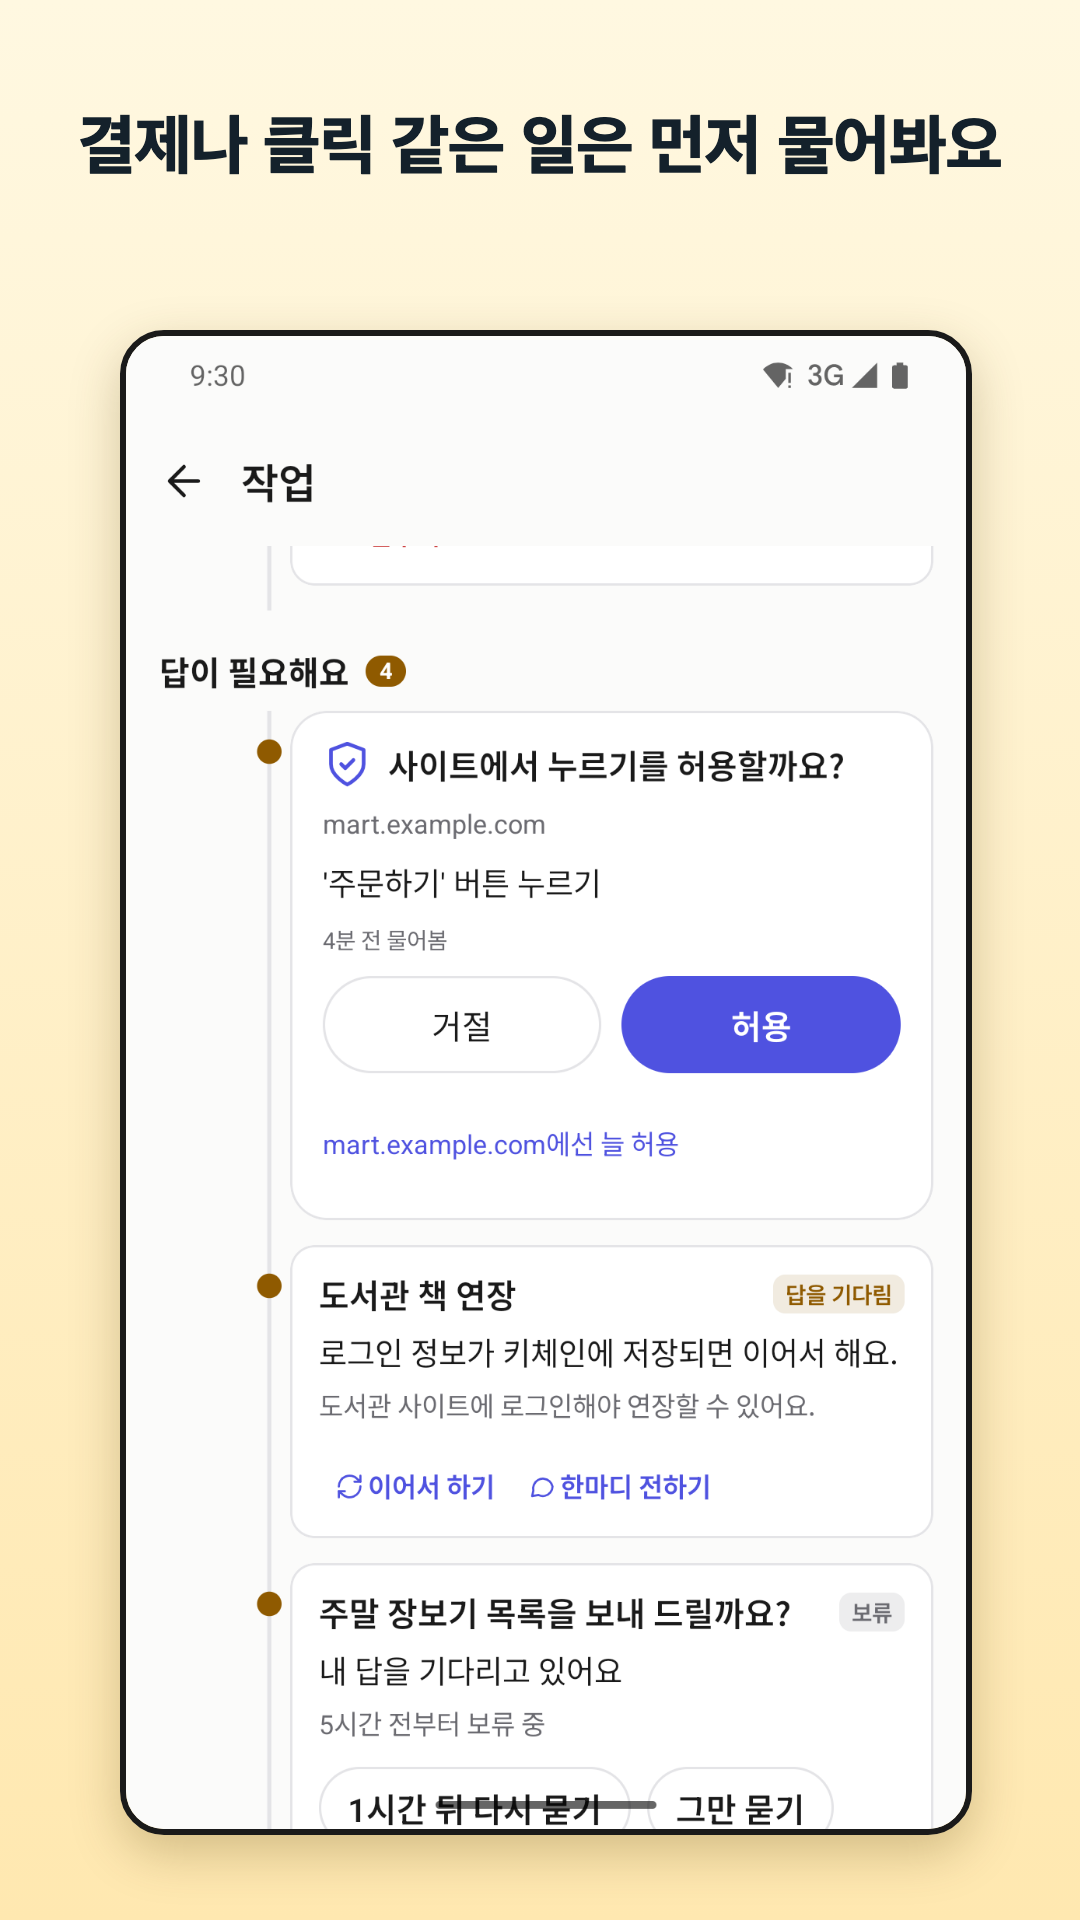 결제나 클릭 같은 일은 먼저 물어봐요
9:30
3G
작업
답이 필요해요 4
사이트에서 누르기를 허용할까요?
mart.example.com
'주문하기' 버튼 누르기
4분 전 물어봄
거절
허용
mart.example.com에선 늘 허용
도서관 책 연장
답을 기다림
로그인 정보가 키체인에 저장되면 이어서 해요.
도서관 사이트에 로그인해야 연장할 수 있어요.
이어서 하기
한마디 전하기
주말 장보기 목록을 보내 드릴까요?
보류
내 답을 기다리고 있어요
5시간 전부터 보류 중
1시간 뒤 다시 묻기
그만 묻기